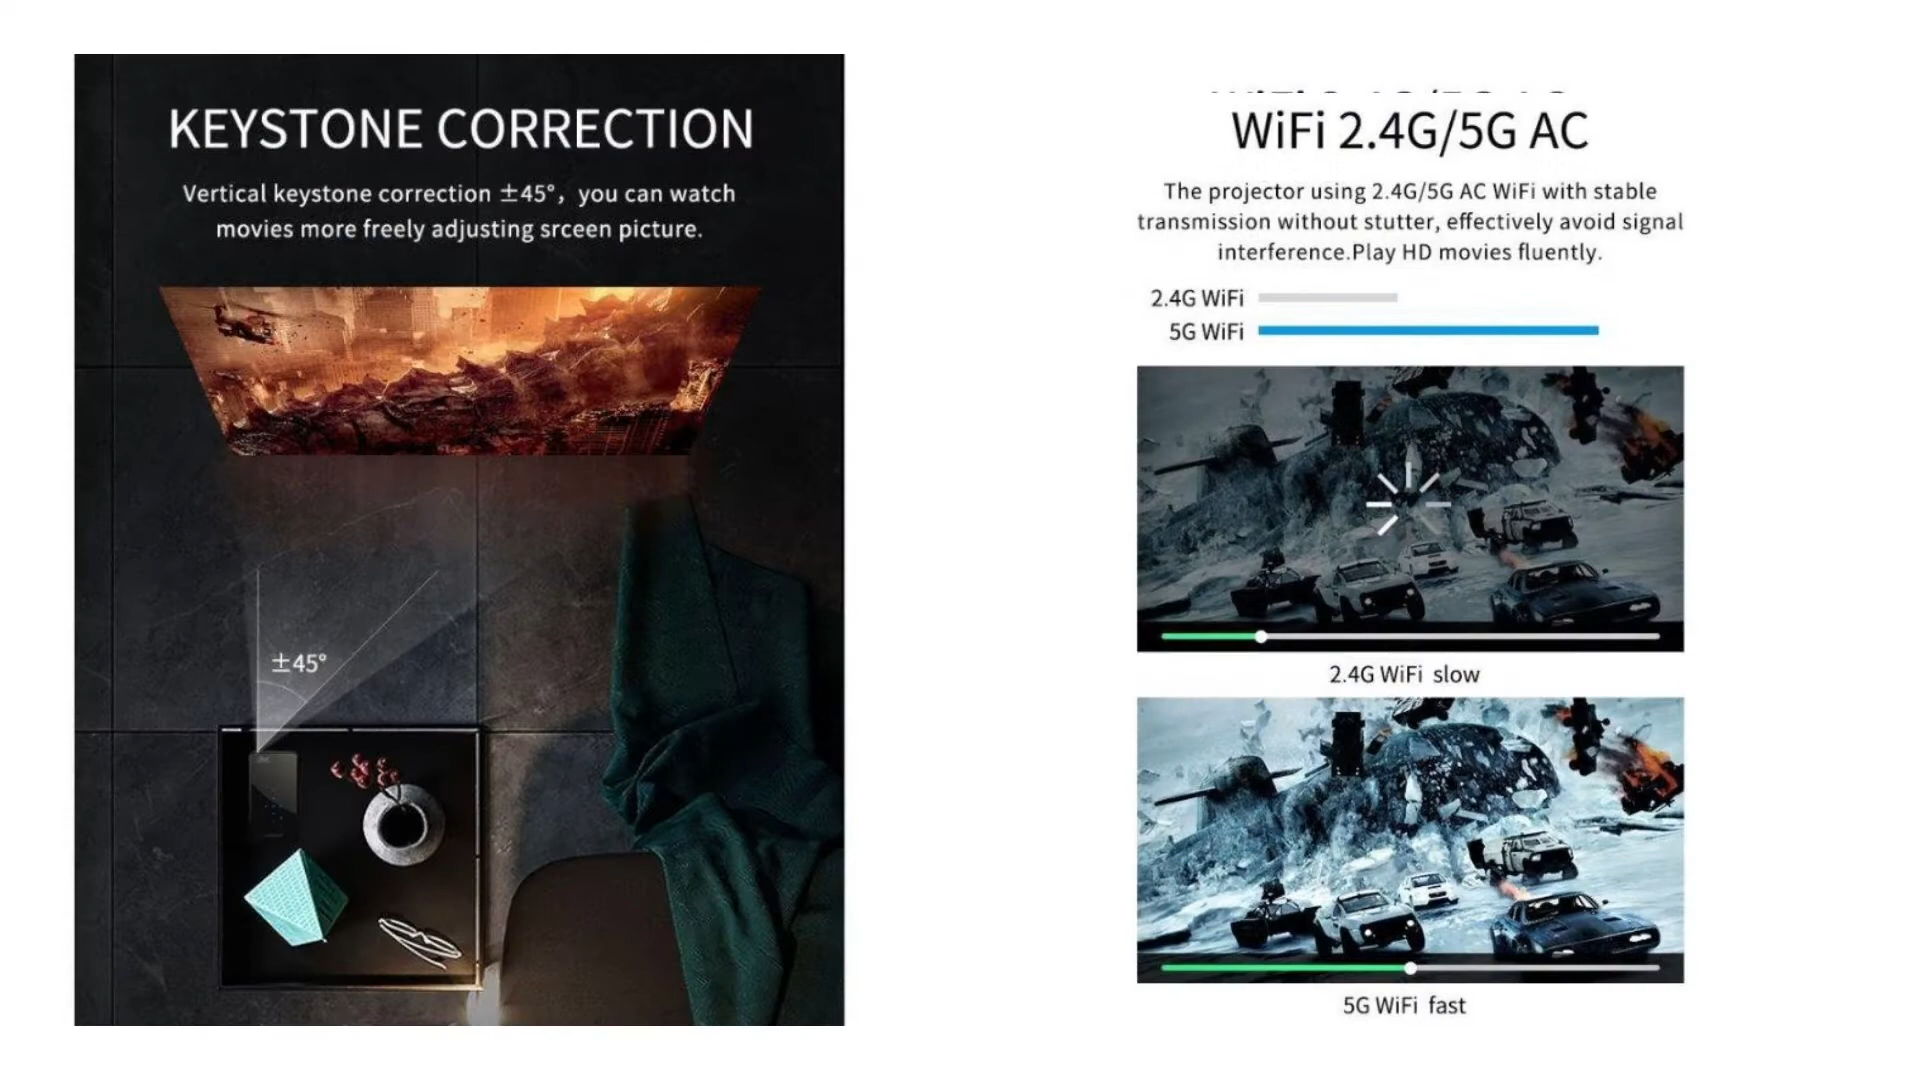 KEYSTONE CORRECTION
Vertical keystone correction ±45°, you can watch
movies more freely adjusting srceen picture.
±45°
WiFi 2.4G/5G AC
The projector using 2.4G/5G AC WiFi with stable
transmission without stutter, effectively avoid signal
interference.Play HD movies fluently.
2.4G WiFi
5G WiFi
2.4G WiFi slow
5G WiFi fast